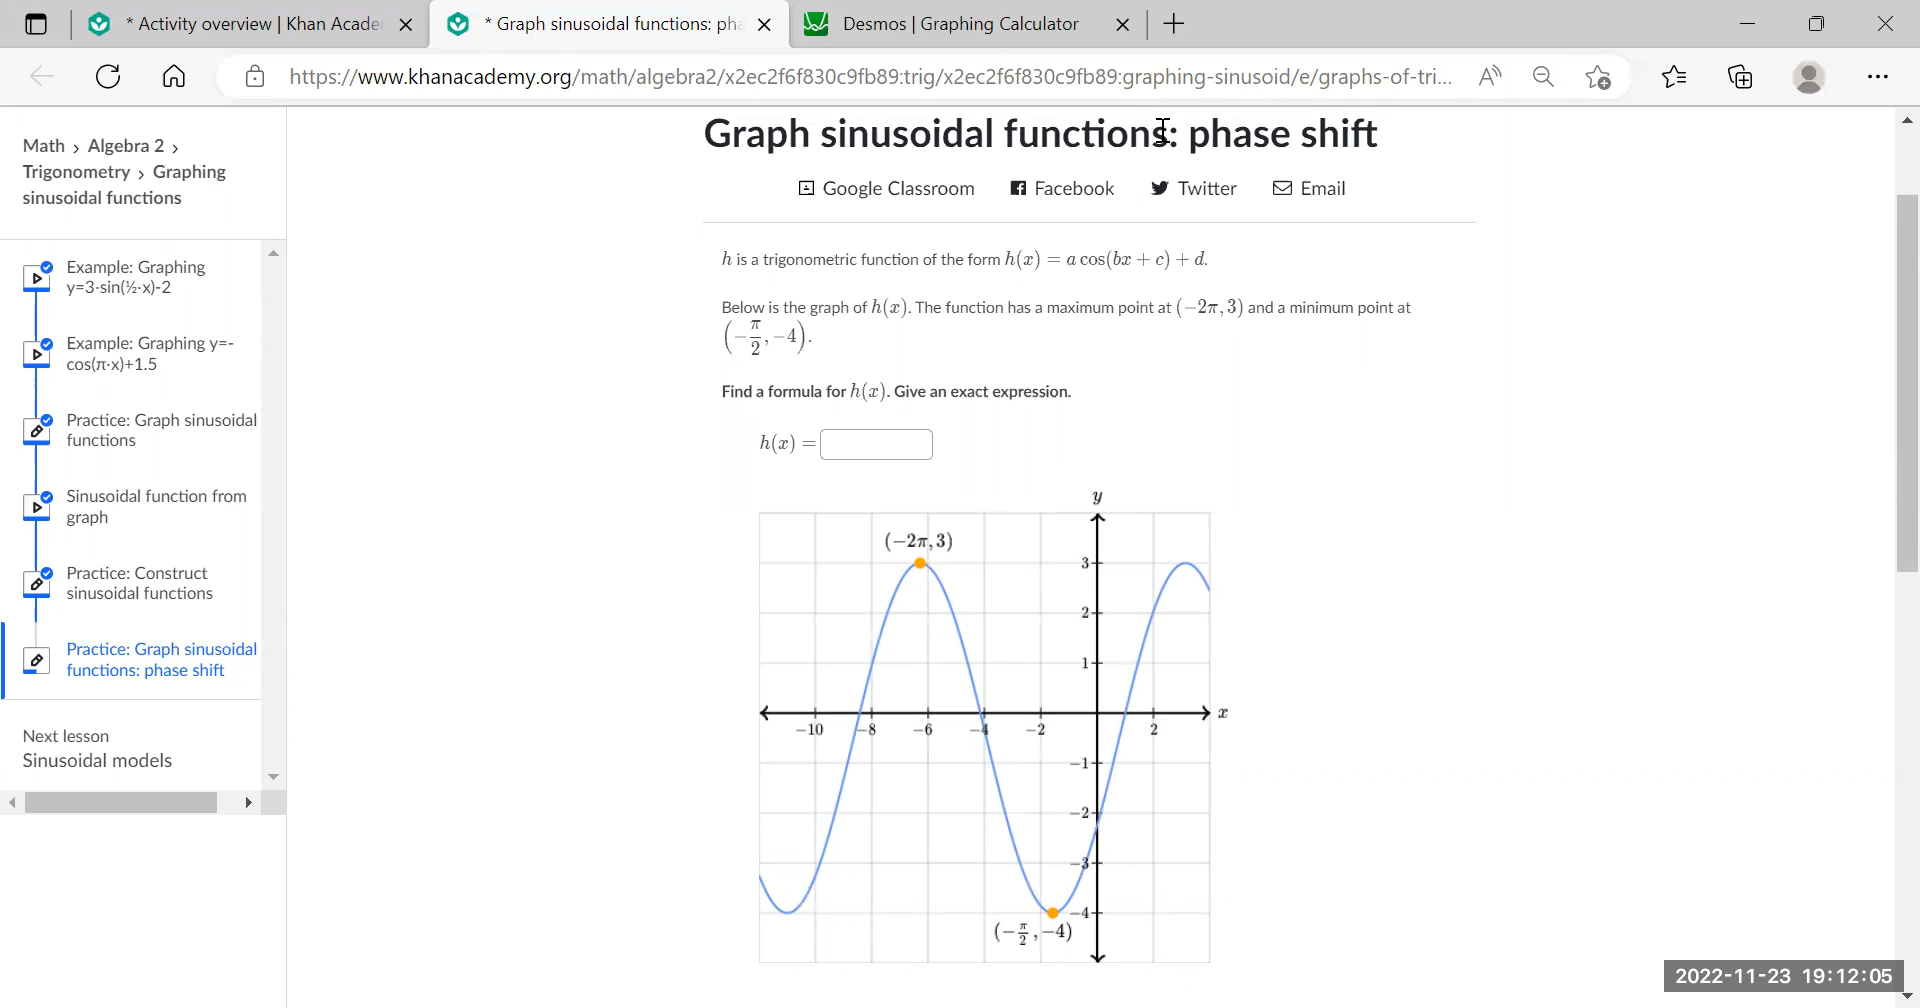 * Activity overview | Khan Acade
* Graph sinusoidal functions: pha
Desmos | Graphing Calculator
https://www.khanacademy.org/math/algebra2/x2ec2f6f830c9fb89:trig/x2ec2f6f830c9fb89:graphing-sinusoid/e/graphs-of-tri...
Math › Algebra 2 ›
Trigonometry › Graphing
sinusoidal functions
Example: Graphing
y=3·sin(½·x)-2
Example: Graphing y=-
cos(π·x)+1.5
Practice: Graph sinusoidal
functions
Sinusoidal function from
graph
Practice: Construct
sinusoidal functions
Practice: Graph sinusoidal
functions: phase shift
Next lesson
Sinusoidal models
Graph sinusoidal functions: phase shift
Google Classroom Facebook Twitter Email
h is a trigonometric function of the form h(x) = a cos(bx + c) + d.
Below is the graph of h(x). The function has a maximum point at (−2π, 3) and a minimum point at
(−π/2, −4).
Find a formula for h(x). Give an exact expression.
h(x) =
y
(−2π, 3)
3
2
1
x
−10 −8 −6 −4 −2 2
−1
−2
−3
−4
(−π/2, −4)
2022-11-23 19:12:05